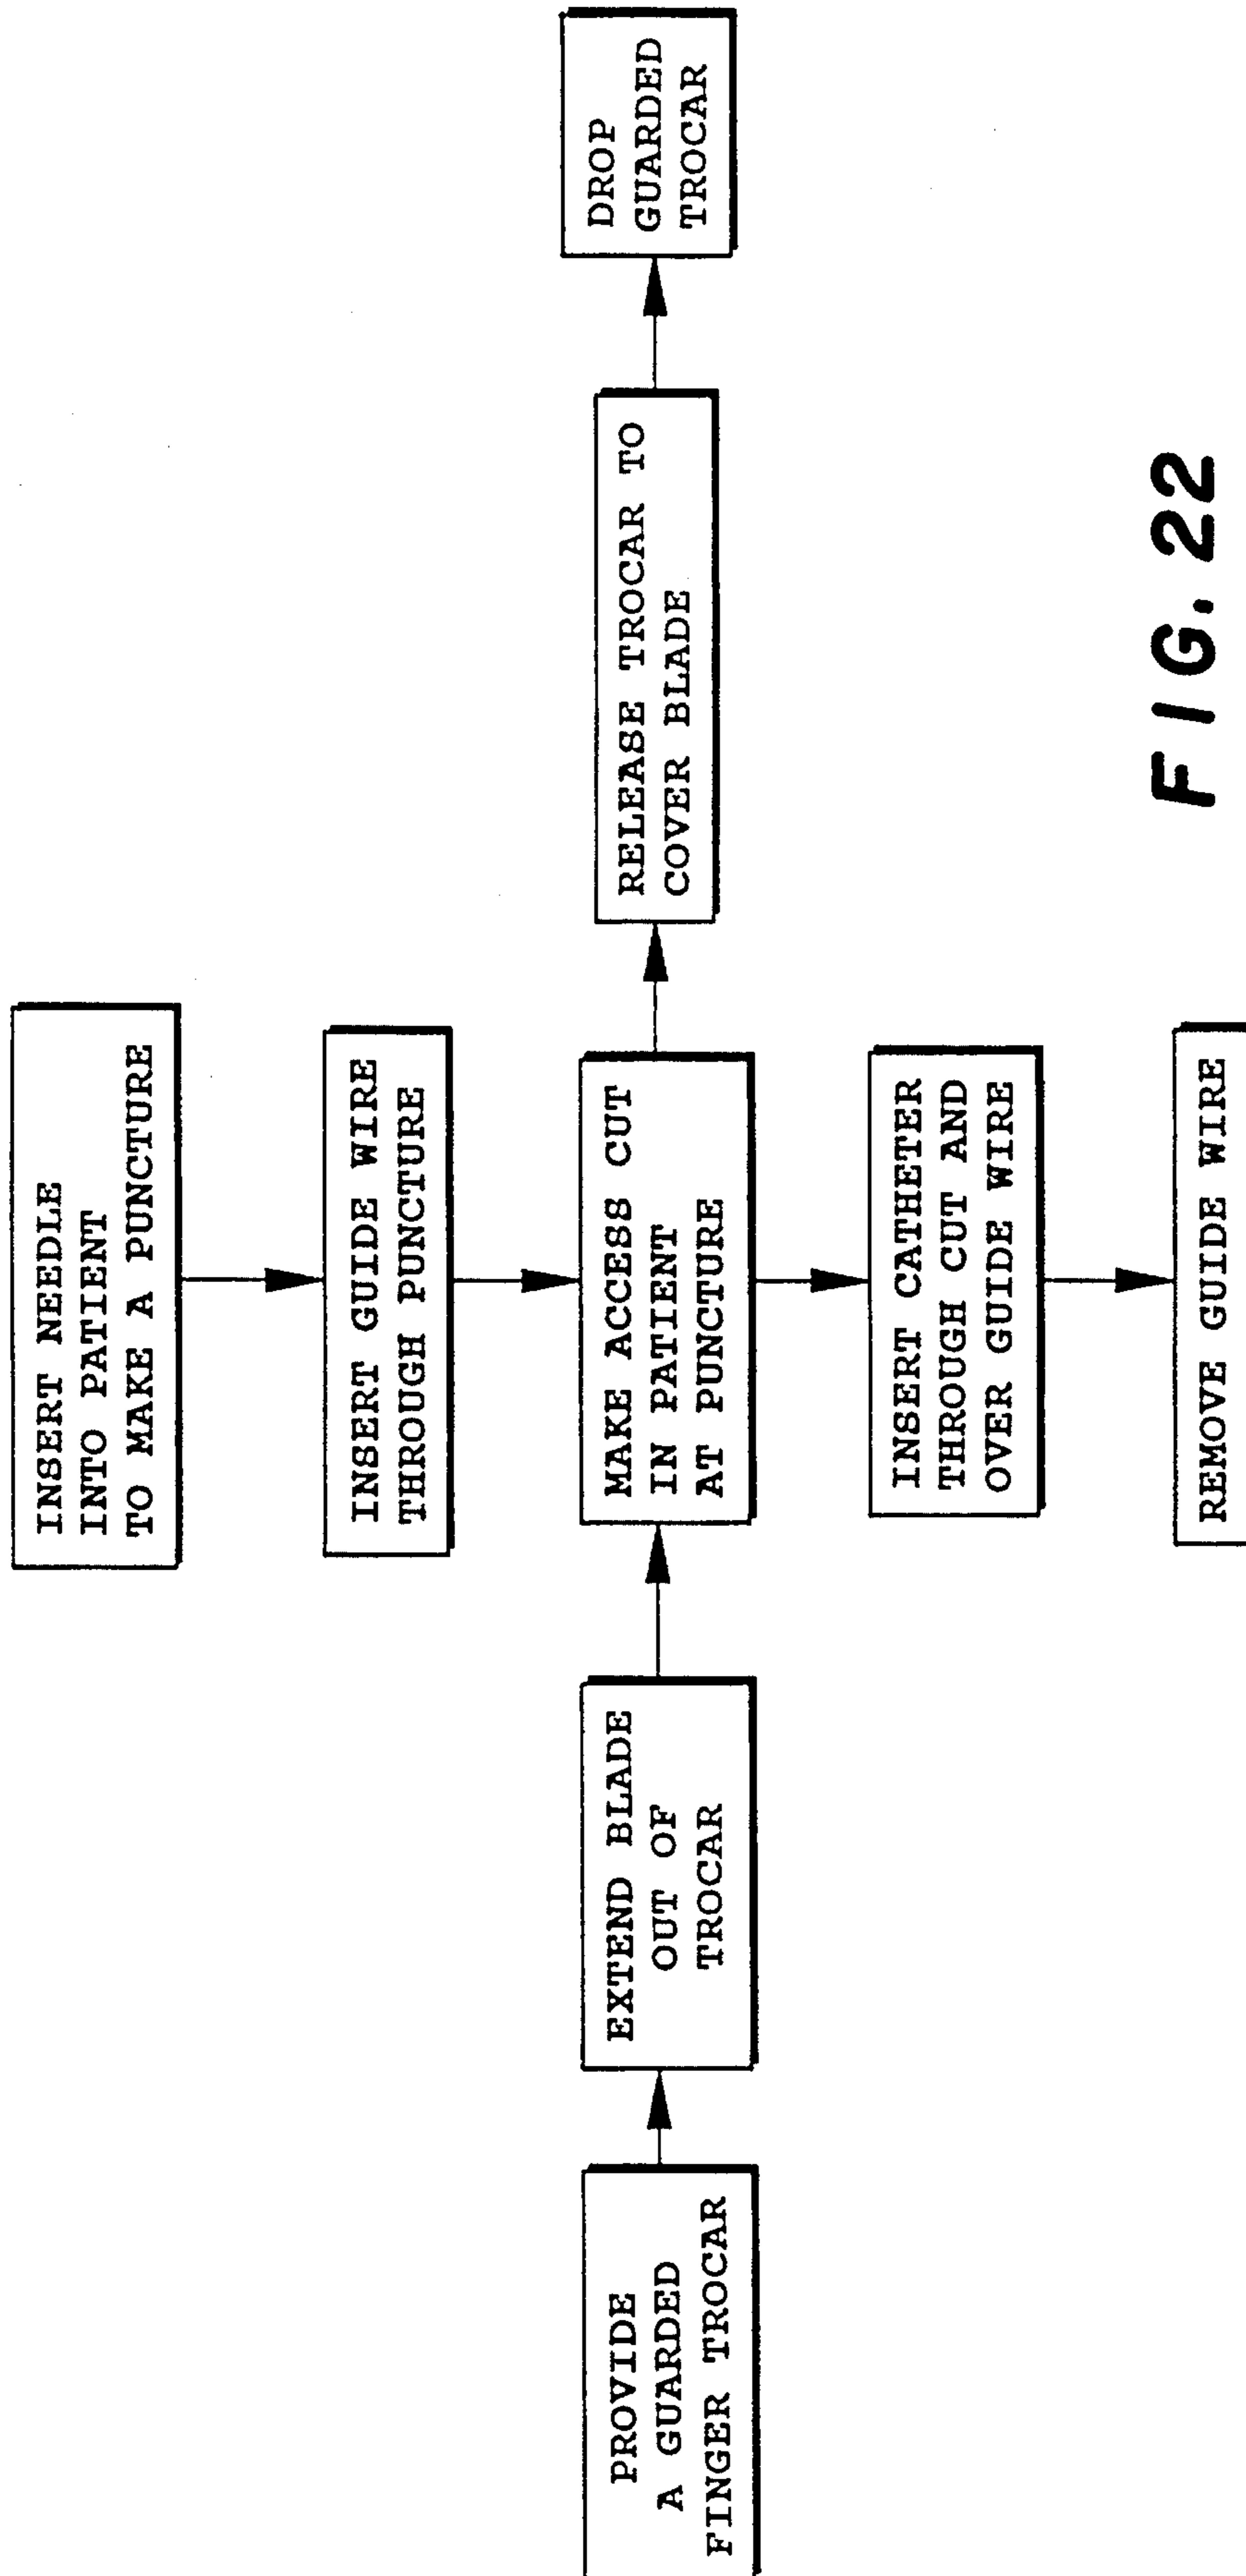 INSERT NEEDLE
INTO PATIENT
TO MAKE A PUNCTURE
INSERT GUIDE WIRE
THROUGH PUNCTURE
PROVIDE
A GUARDED
FINGER TROCAR
EXTEND BLADE
OUT OF
TROCAR
MAKE ACCESS CUT
IN PATIENT
AT PUNCTURE
RELEASE TROCAR TO
COVER BLADE
DROP
GUARDED
TROCAR
INSERT CATHETER
THROUGH CUT AND
OVER GUIDE WIRE
REMOVE GUIDE WIRE
FIG. 22